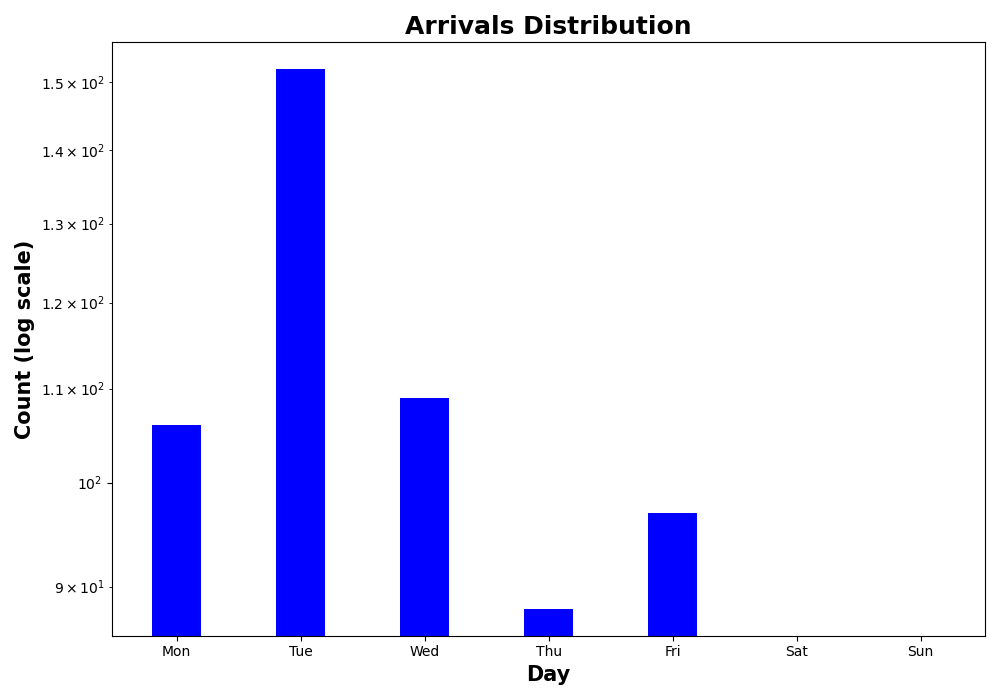 Arrivals Distribution
Count (log scale)
1.5 × 10²
1.4 × 10²
1.3 × 10²
1.2 × 10²
1.1 × 10²
10²
9 × 10¹
Mon Tue Wed Thu Fri Sat Sun
Day